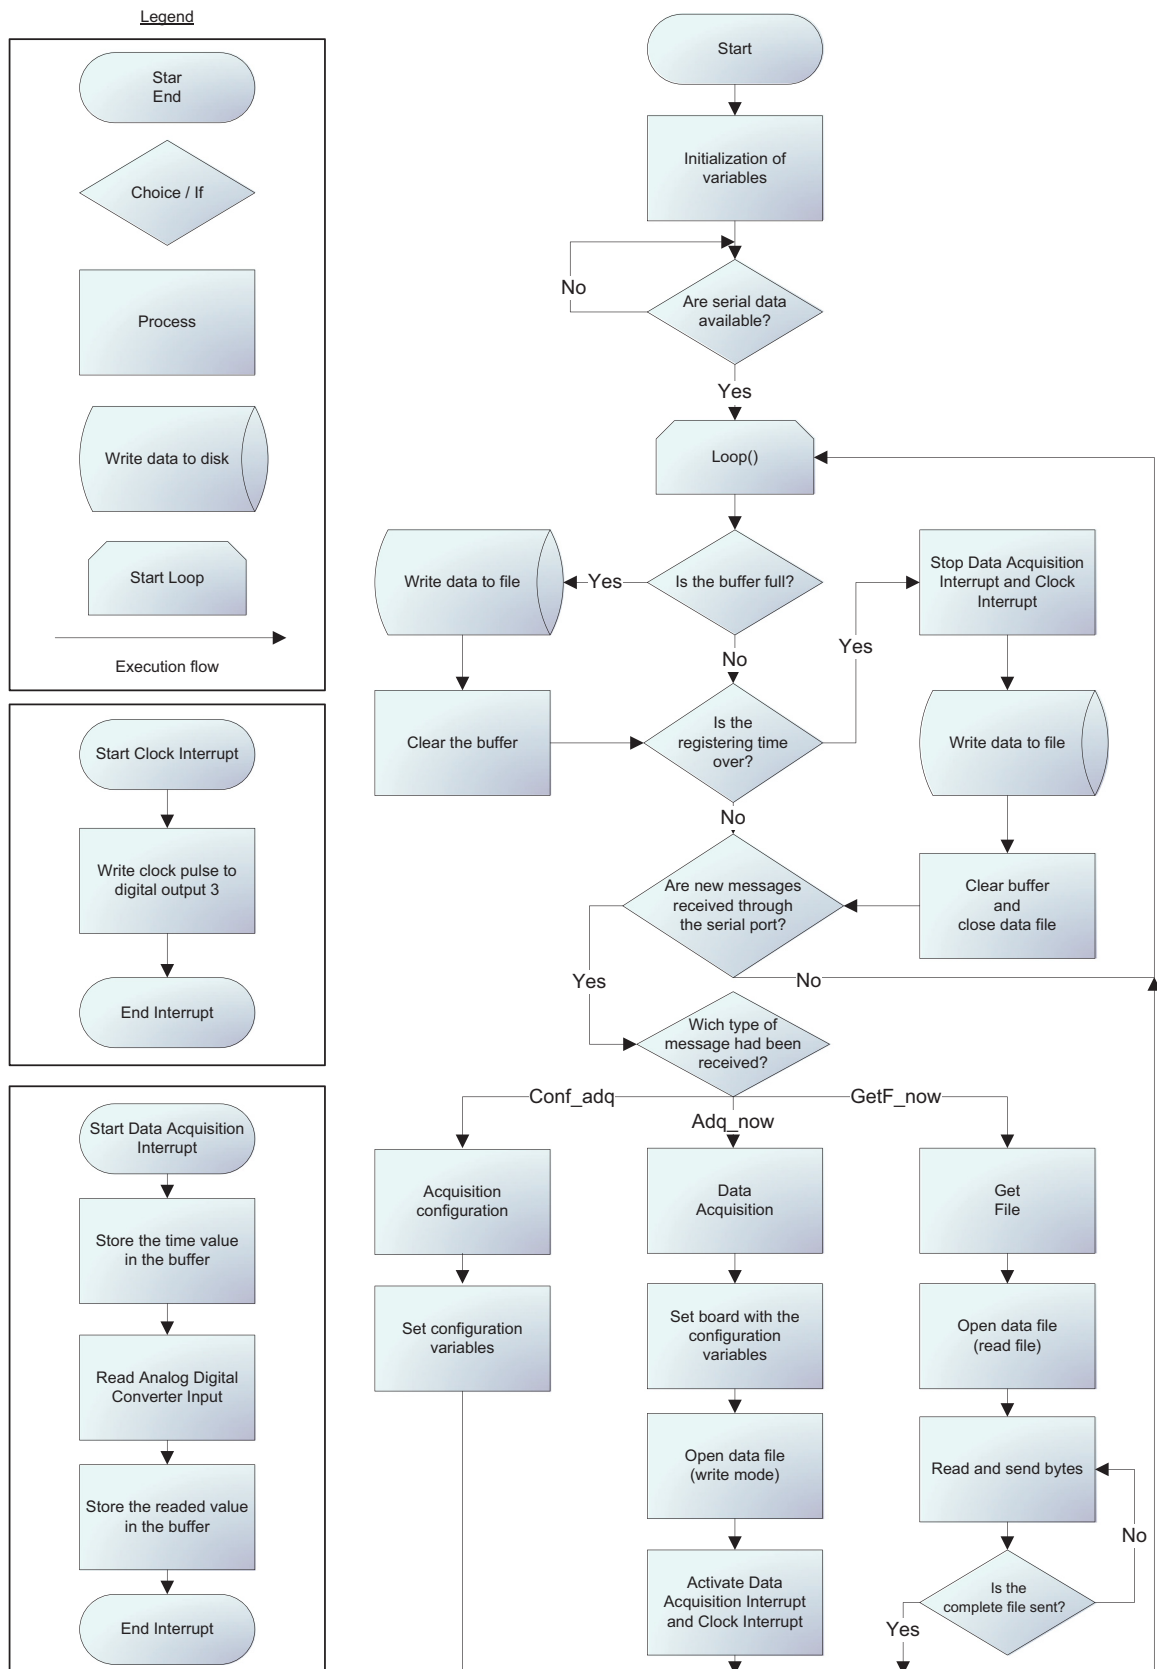 Legend
Star
End
Choice / If
Process
Write data to disk
Start Loop
Execution flow
Start Clock Interrupt
Write clock pulse to
digital output 3
End Interrupt
Start Data Acquisition
Interrupt
Store the time value
in the buffer
Read Analog Digital
Converter Input
Store the readed value
in the buffer
End Interrupt
Start
Initialization of
variables
No
Are serial data
available?
Yes
Loop()
Write data to file
Yes
Is the buffer full?
Stop Data Acquisition
Interrupt and Clock
Interrupt
No
Yes
Clear the buffer
Is the
registering time
over?
Write data to file
No
Are new messages
received through
the serial port?
Clear buffer
and
close data file
Yes
No
Wich type of
message had been
received?
Conf_adq
Adq_now
GetF_now
Acquisition
configuration
Data
Acquisition
Get
File
Set configuration
variables
Set board with the
configuration
variables
Open data file
(read file)
Open data file
(write mode)
Read and send bytes
No
Activate Data
Acquisition Interrupt
and Clock Interrupt
Is the
complete file sent?
Yes